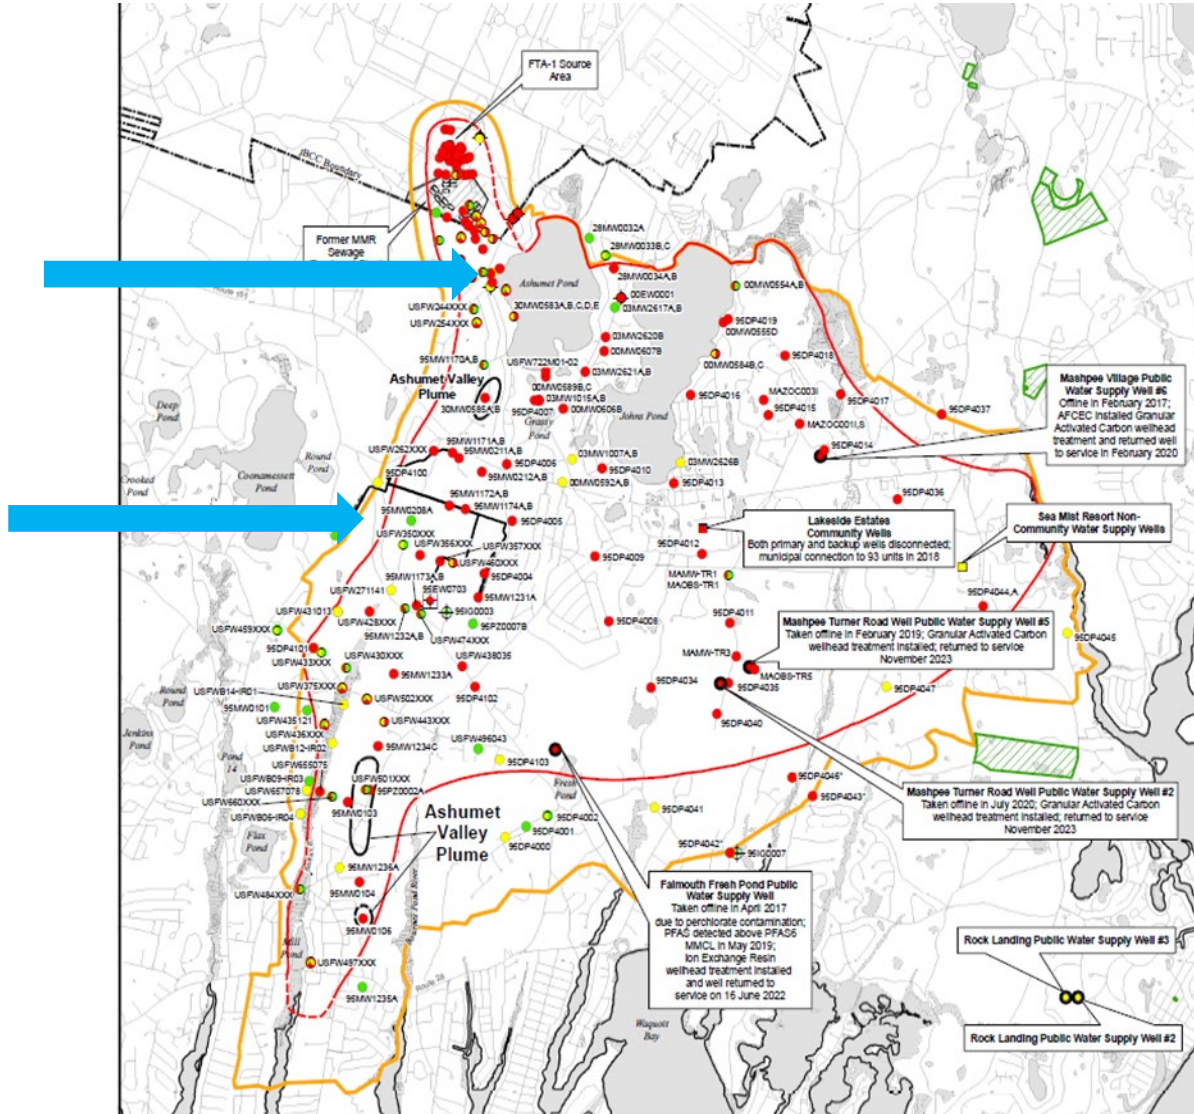 FTA-1 Source
Area
JBCC Boundary
Former MMR
Sewage
Ashumet Pond
28MW0032A
28MW0033B,C
28MW0034A,B
00EW0001
03MW2617A,B
00MW0554A,B
30MW0583A,B,C,D,E
USFW244XXX
USFW254XXX
95DP4019
00MW0555D
03MW2620B
00MW0607B
95MW1170A,B
USFW722M01-02
03MW2621A,B
00MW0584B,C
95DP4018
Ashumet Valley
Plume
00MW0589B,C
03MW1015A,B
30MW0585A,B
95DP4007
00MW0606B
Grassy
Pond
Johns Pond
95DP4016
MAZOC003I
95DP4017
95DP4015
MAZOC001I,S
95DP4037
95DP4014
Mashpee Village Public
Water Supply Well
#6
Offline in February 2017;
AFCEC Installed Granular
Activated Carbon wellhead
treatment and returned well
to service in February 2020
Deep
Pond
Round
Pond
Crooked
Pond
Coonamessett
Pond
USFW262XXX
95MW1171A,B
95MW0211A,B
95DP4006
95MW0212A,B
95DP4100
03MW1007A,B
95DP4010
00MW0592A,B
03MW2626B
95DP4013
95DP4036
95MW1172A,B
95MW1174A,B
95MW0208A
95DP4005
USFW350XXX
USFW356XXX
USFW357XXX
USFW460XXX
95DP4009
95DP4012
Lakeside Estates
Community Wells
Both primary and backup wells disconnected;
municipal connection to 93 units in 2018
Sea Mist Resort Non-
Community Water Supply Wells
95MW1173A,B
95DP4004
95EW0703
USFW271141
95MW1231A
MAMW-TR1
MAOBS-TR1
95DP4044,A
USFW431013
USFW428XXX
95IG0003
95PZ0007B
95MW1232A,B
USFW474XXX
95DP4008
95DP4011
USFW459XXX
95DP4101
USFW433XXX
USFW430XXX
USFW438035
Mashpee Turner Road Well Public Water Supply Well #5
Taken offline in February 2019; Granular Activated Carbon
wellhead treatment installed; returned to service
November 2023
95DP4045
MAMW-TR3
MAOBS-TR5
95MW1233A
USFW375XXX
Round
Pond
USFWB14-IR01
95DP4102
95DP4034
95DP4035
95DP4047
USFW502XXX
95MW0101
USFW435121
USFW443XXX
95DP4040
USFW436XXX
Jenkins
Pond
USFWB12-IR02
95MW1234C
USFW496043
95DP4103
Pond
14
USFW655075
USFWB09-IR03
USFW501XXX
USFW657078
95PZ0002A
USFW660XXX
Fresh
Pond
95DP4046*
95DP4043*
Mashpee Turner Road Well Public Water Supply Well #2
Taken offline in July 2020; Granular Activated Carbon
wellhead treatment installed; returned to service
November 2023
95MW0103
USFWB05-IR04
Ashumet
Valley
Plume
95DP4002
95DP4001
95DP4000
95DP4041
Flax
Pond
95DP4042*
95IG0007
95MW1236A
USFW484XXX
95MW0104
95MW0106
Mill
Pond
USFW497XXX
95MW1235A
Route 28
Falmouth Fresh Pond Public
Water Supply Well
Taken offline in April 2017
due to perchlorate contamination;
PFAS detected above PFAS6
MMCL in May 2019;
Ion Exchange Resin
wellhead treatment installed
and well returned to
service on 16 June 2022
Waquoit
Bay
Rock Landing Public Water Supply Well #3
Rock Landing Public Water Supply Well #2